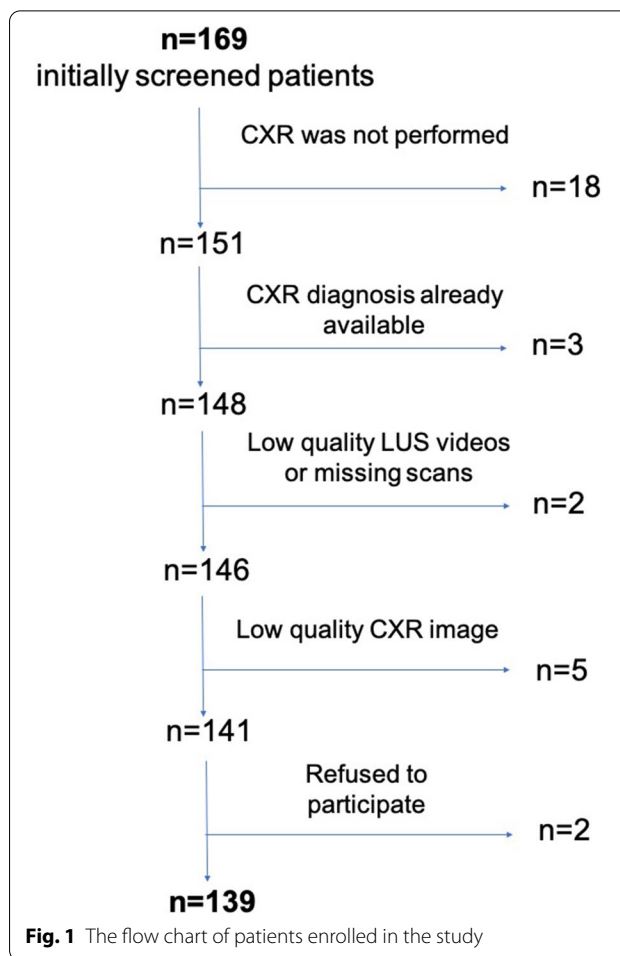 n=169
initially screened patients
CXR was not performed
n=18
n=151
CXR diagnosis already
available
n=3
n=148
Low quality LUS videos
or missing scans
n=2
n=146
Low quality CXR image
n=5
n=141
Refused to
participate
n=2
n=139
Fig. 1 The flow chart of patients enrolled in the study